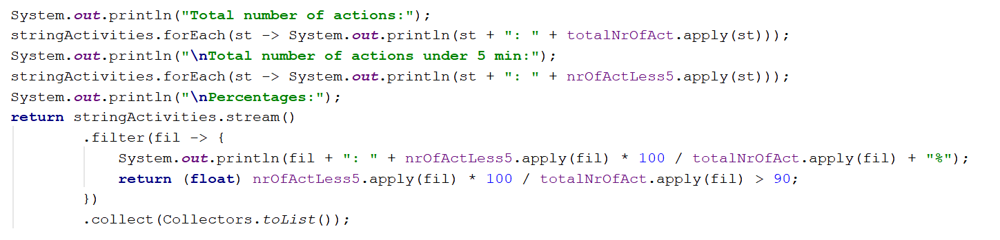 System.out.println("Total number of actions:");
stringActivities.forEach(st -> System.out.println(st + ": " + totalNrOfAct.apply(st)));
System.out.println("\nTotal number of actions under 5 min:");
stringActivities.forEach(st -> System.out.println(st + ": " + nrOfActLess5.apply(st)));
System.out.println("\nPercentages:");
return stringActivities.stream()
.filter(fil -> {
System.out.println(fil + ": " + nrOfActLess5.apply(fil) * 100 / totalNrOfAct.apply(fil) + "%");
return (float) nrOfActLess5.apply(fil) * 100 / totalNrOfAct.apply(fil) > 90;
})
.collect(Collectors.toList());